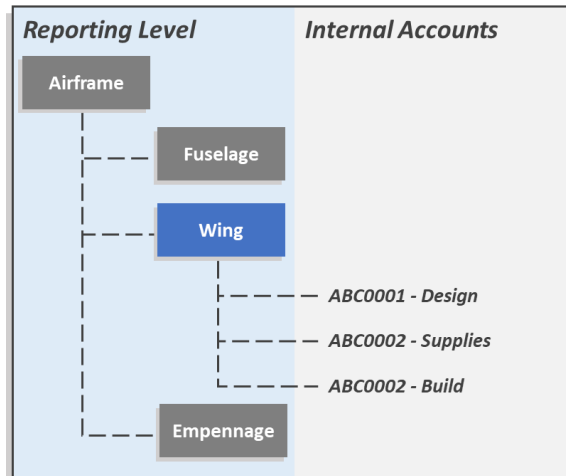 Reporting Level
Internal Accounts
Airframe
Fuselage
Wing
ABC0001 - Design
ABC0002 - Supplies
ABC0002 - Build
Empennage